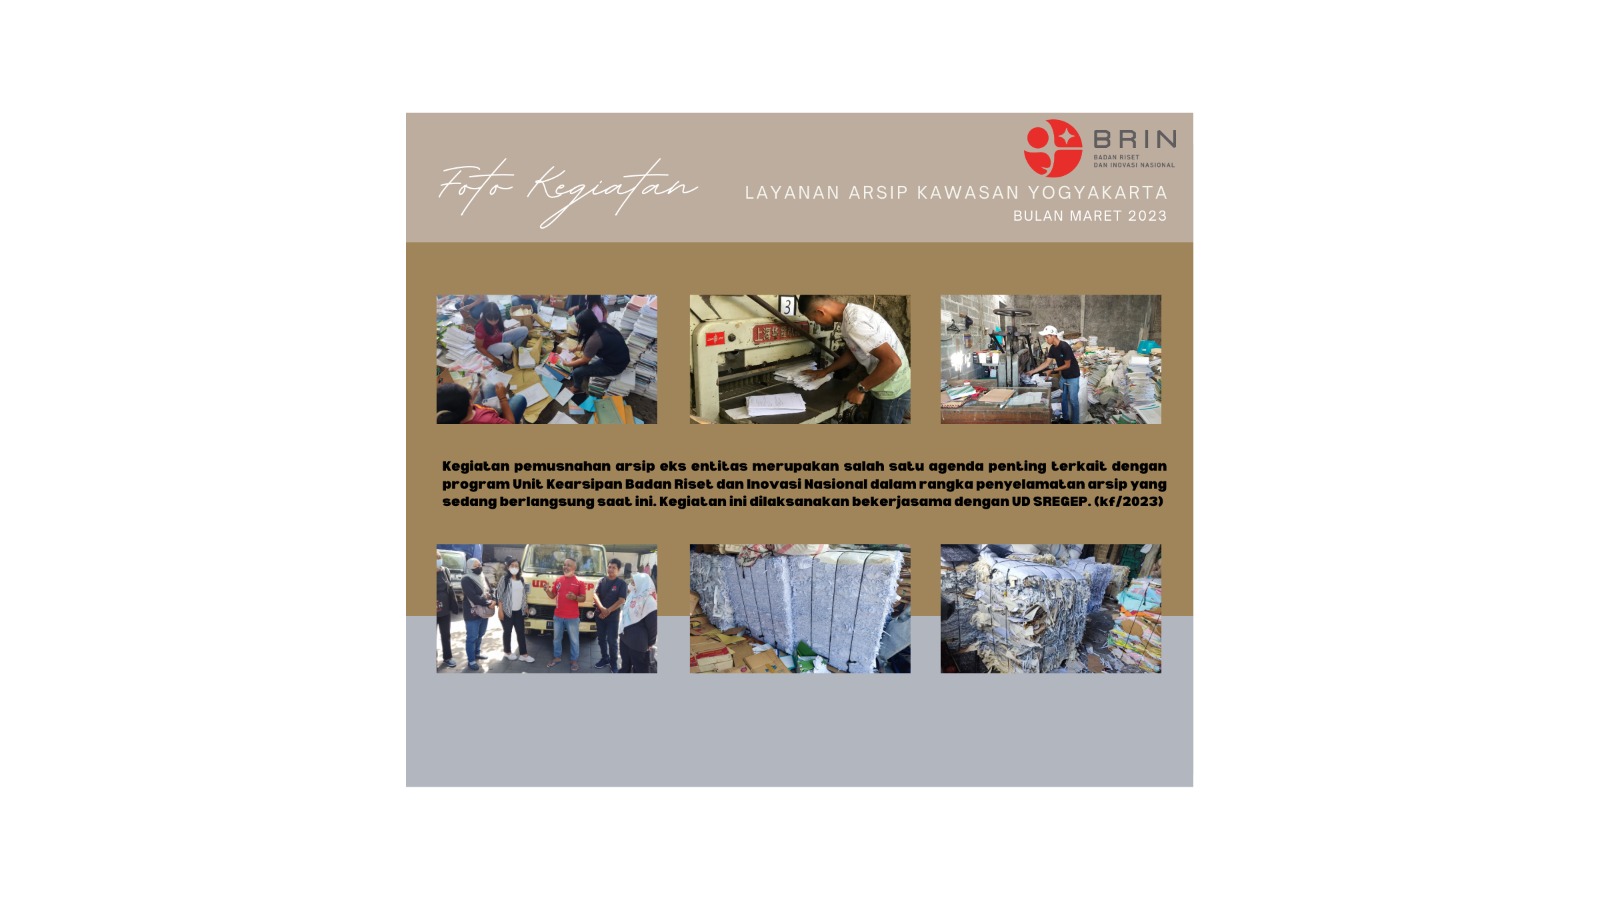 BRIN
BADAN RISET
DAN INOVASI NASIONAL
Foto Kegiatan
LAYANAN ARSIP KAWASAN YOGYAKARTA
BULAN MARET 2023
3
Kegiatan pemusnahan arsip eks entitas merupakan salah satu agenda penting terkait dengan
program Unit Kearsipan Badan Riset dan Inovasi Nasional dalam rangka penyelamatan arsip yang
sedang berlangsung saat ini. Kegiatan ini dilaksanakan bekerjasama dengan UD SREGEP. (kf/2023)
UD